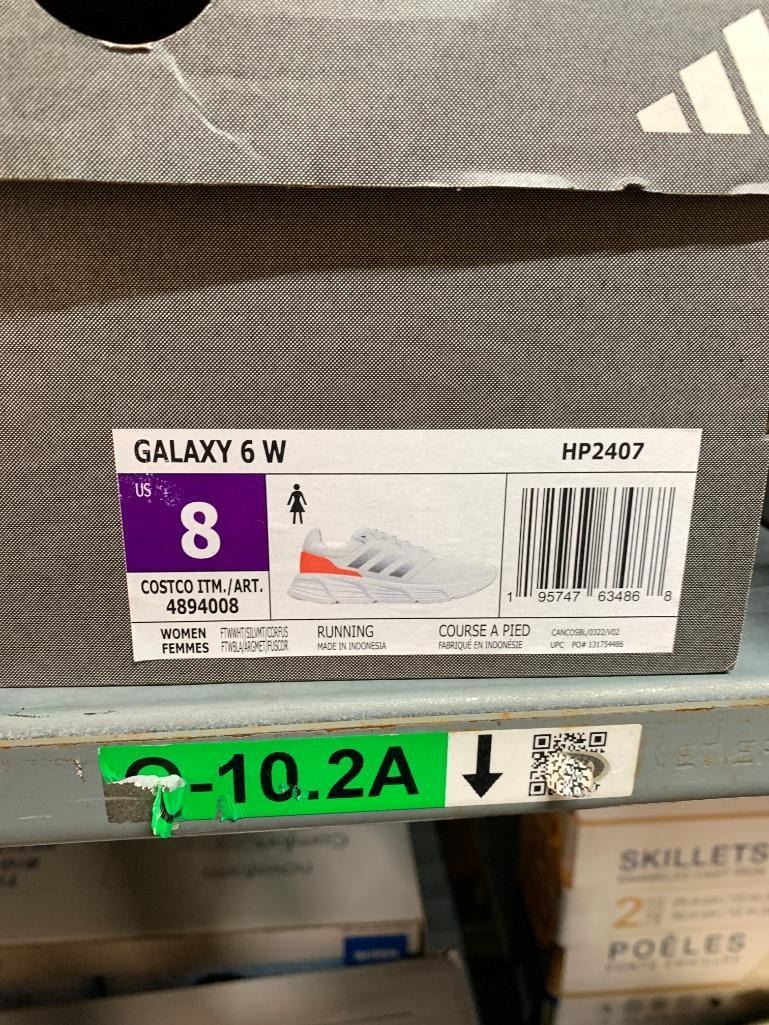 GALAXY 6 W
HP2407
US
8
COSTCO ITM./ART.
4894008
1 95747 63486 8
WOMEN
FEMMES
FTWWHT/SILVMT/CORFUS
FTWBLA/ARGMET/FUSCOR
RUNNING
MADE IN INDONESIA
COURSE A PIED
FABRIQUÉ EN INDONÉSIE
CANCOSBL/0322/V02
UPC PO# 131754486
-10.2A
SKILLETS
2
POÊLES